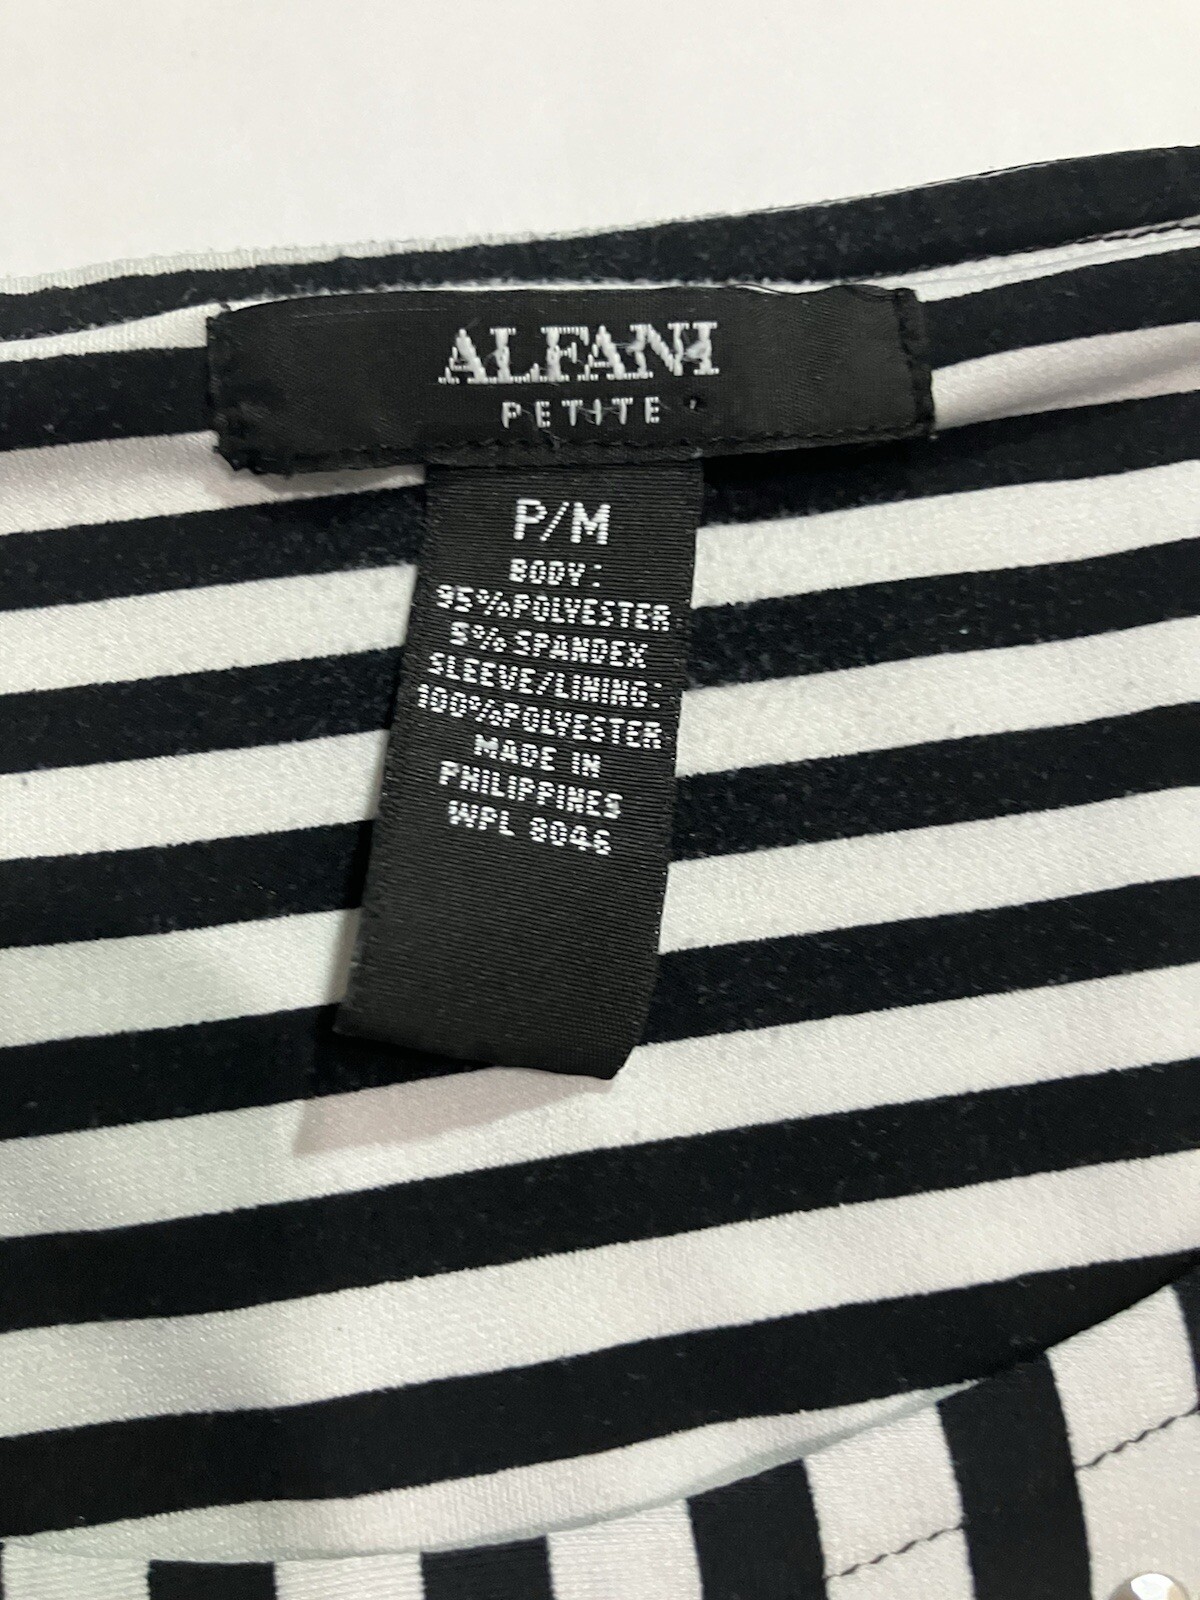 ALFANI
PETITE
P/M
BODY:
95%POLYESTER
5% SPANDEX
SLEEVE/LINING:
100%POLYESTER
MADE IN
PHILIPPINES
WPL 8046